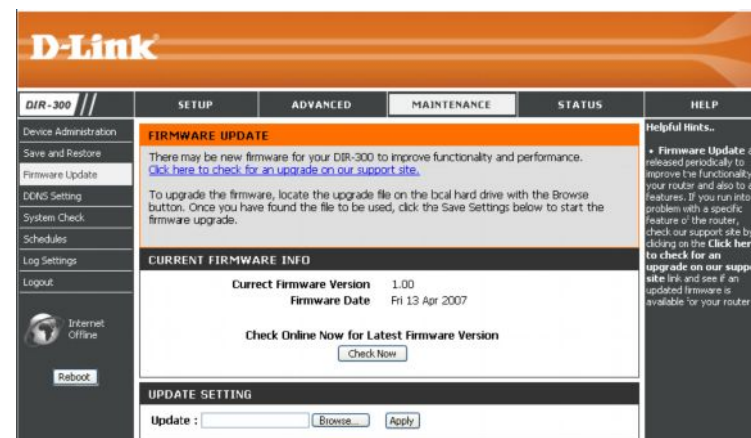 D-Link
DIR-300
SETUP
ADVANCED
MAINTENANCE
STATUS
HELP
Device Administration
Save and Restore
Firmware Update
DDNS Setting
System Check
Schedules
Log Settings
Logout
Internet
Offline
Reboot
FIRMWARE UPDATE
There may be new firmware for your DIR-300 to improve functionality and performance.
Click here to check for an upgrade on our support site.
To upgrade the firmware, locate the upgrade file on the local hard drive with the Browse
button. Once you have found the file to be used, click the Save Settings below to start the
firmware upgrade.
CURRENT FIRMWARE INFO
Currect Firmware Version 1.00
Firmware Date Fri 13 Apr 2007
Check Online Now for Latest Firmware Version
Check Now
UPDATE SETTING
Update :
Browse...
Apply
Helpful Hints..
• Firmware Update
released periodically to
improve the functionality
your router and also to
features. If you run into
problem with a specific
feature of the router,
check our support site by
clicking on the Click
to check for an
upgrade on our
site link and see if an
updated firmware is
available for your router